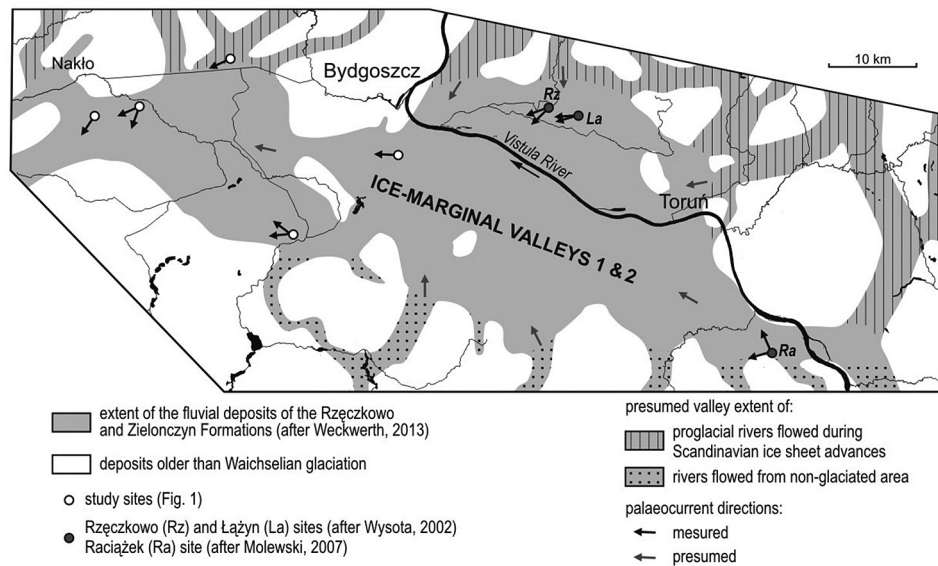 Nakło
Bydgoszcz
10 km
Rz
La
Vistula River
Toruń
ICE-MARGINAL VALLEYS 1 & 2
Ra
extent of the fluvial deposits of the Rzęczkowo
and Zielonczyn Formations (after Weckwerth, 2013)
deposits older than Waichselian glaciation
study sites (Fig. 1)
Rzęczkowo (Rz) and Łążyn (La) sites (after Wysota, 2002)
Raciążek (Ra) site (after Molewski, 2007)
presumed valley extent of:
proglacial rivers flowed during
Scandinavian ice sheet advances
rivers flowed from non-glaciated area
palaeocurrent directions:
mesured
presumed